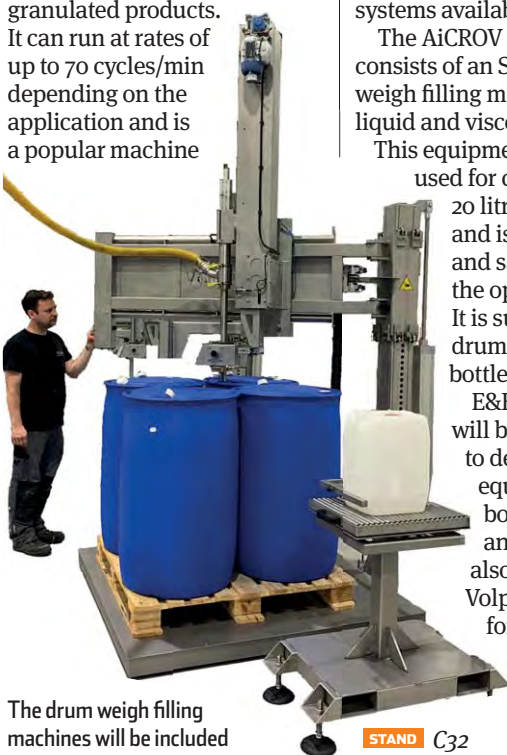 granulated products.
It can run at rates of
up to 70 cycles/min
depending on the
application and is
a popular machine
systems availab
The AiCROV
consists of an S
weigh filling m
liquid and visco
This equipme
used for c
20 litr
and is
and sa
the op
It is su
drum
bottle
E&R
will b
to de
equ
bo
an
also
Volp
for
The drum weigh filling
machines will be included
STAND C32